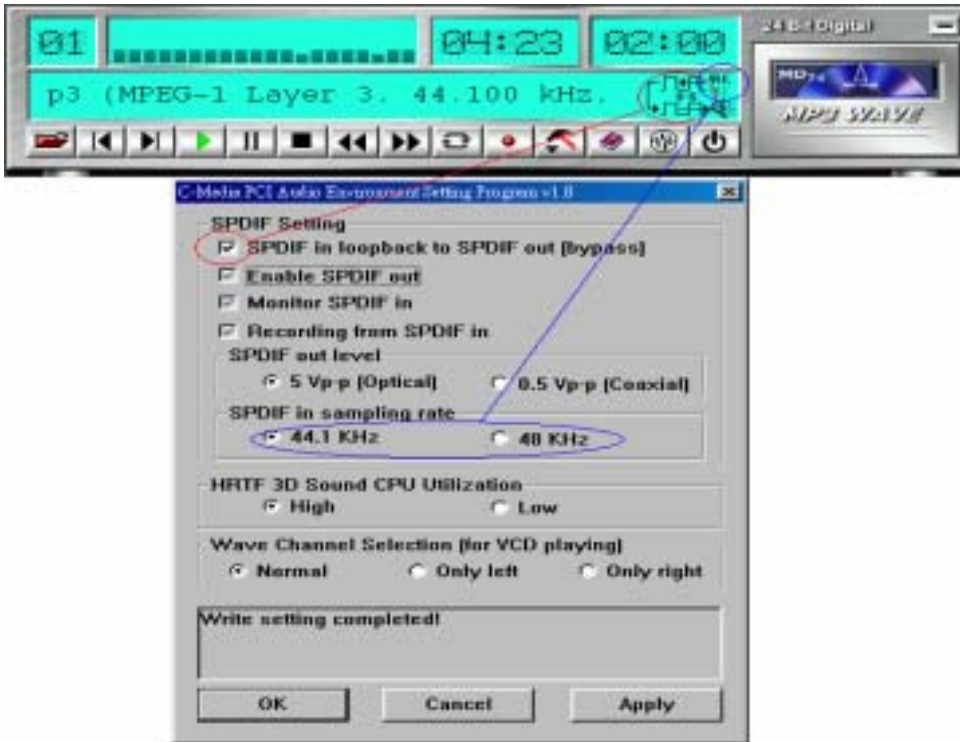 01 04:23 02:00
24 Bit Digital
p3 (MPEG-1 Layer 3. 44.100 kHz.
MP3 WAVE
C-Media PCI Audio Environment Setting Program v1.8
SPDIF Setting
SPDIF in loopback to SPDIF out (bypass)
Enable SPDIF out
Monitor SPDIF in
Recording from SPDIF in
SPDIF out level
5 Vp-p (Optical) 0.5 Vp-p (Coaxial)
SPDIF in sampling rate
44.1 KHz 48 KHz
HRTF 3D Sound CPU Utilization
High Low
Wave Channel Selection (for VCD playing)
Normal Only left Only right
Write setting completed!
OK Cancel Apply